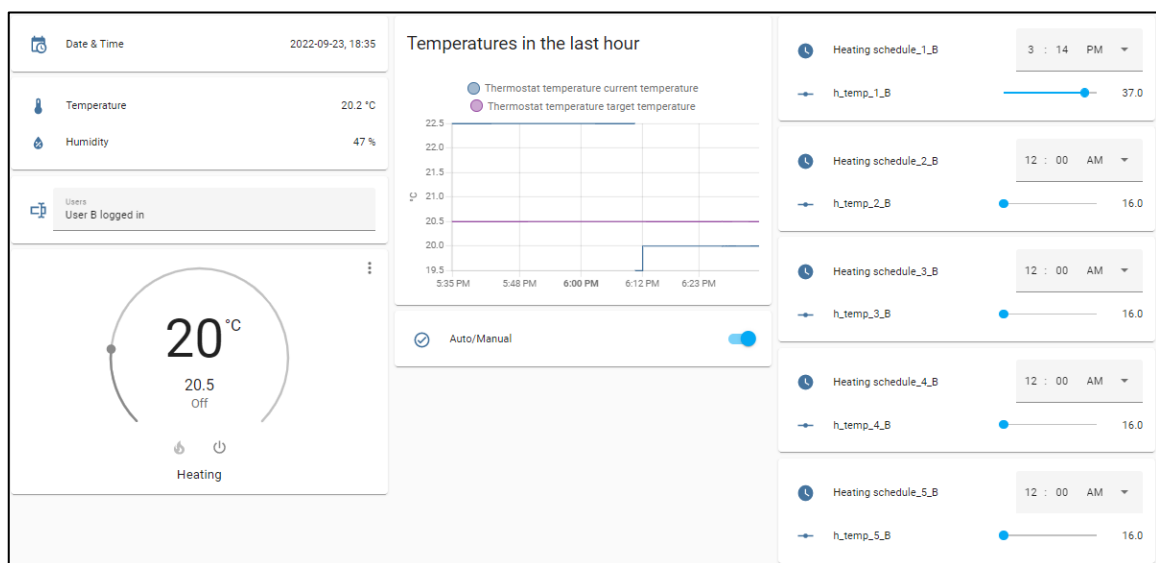 Date & Time 2022-09-23, 18:35
Temperature 20.2 °C
Humidity 47 %
Users
User B logged in
20 °C
20.5
Off
Heating
Temperatures in the last hour
Thermostat temperature current temperature
Thermostat temperature target temperature
°C
22.5
22.0
21.5
21.0
20.5
20.0
19.5
5:35 PM 5:48 PM 6:00 PM 6:12 PM 6:23 PM
Auto/Manual
Heating schedule_1_B 3 : 14 PM
h_temp_1_B 37.0
Heating schedule_2_B 12 : 00 AM
h_temp_2_B 16.0
Heating schedule_3_B 12 : 00 AM
h_temp_3_B 16.0
Heating schedule_4_B 12 : 00 AM
h_temp_4_B 16.0
Heating schedule_5_B 12 : 00 AM
h_temp_5_B 16.0